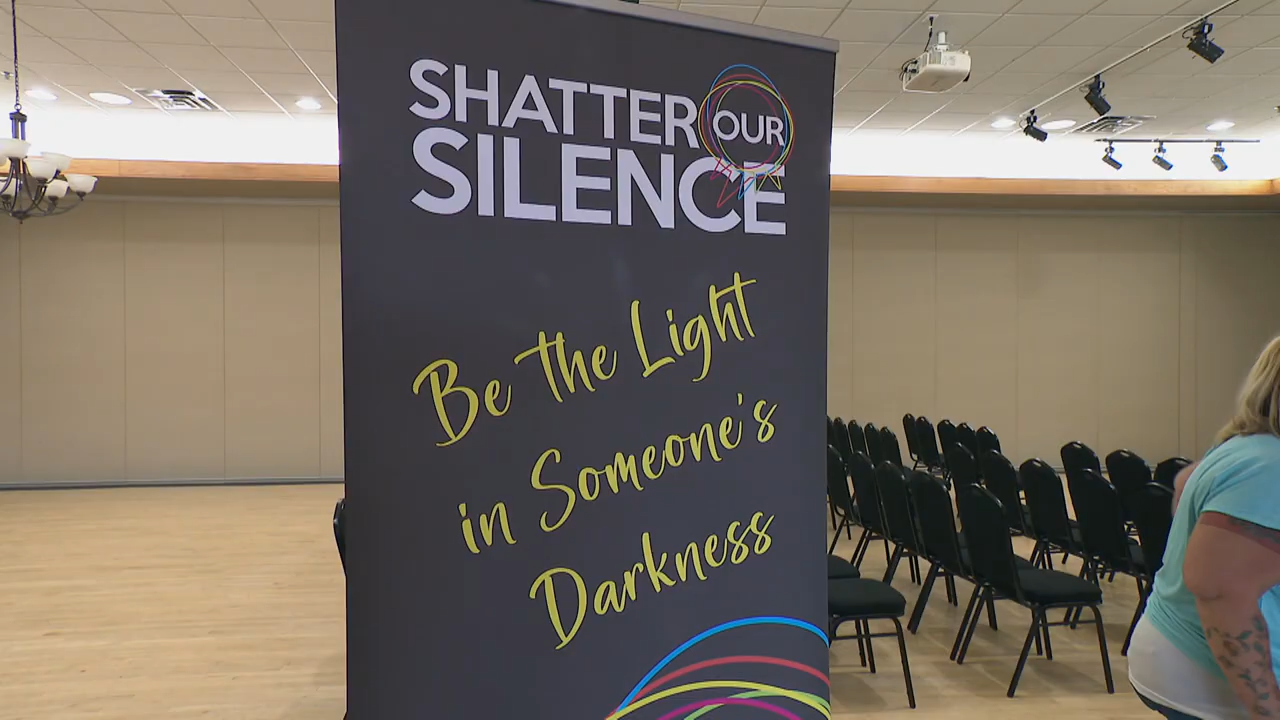 SHATTER OUR
SILENCE
Be the Light
in Someone's
Darkness